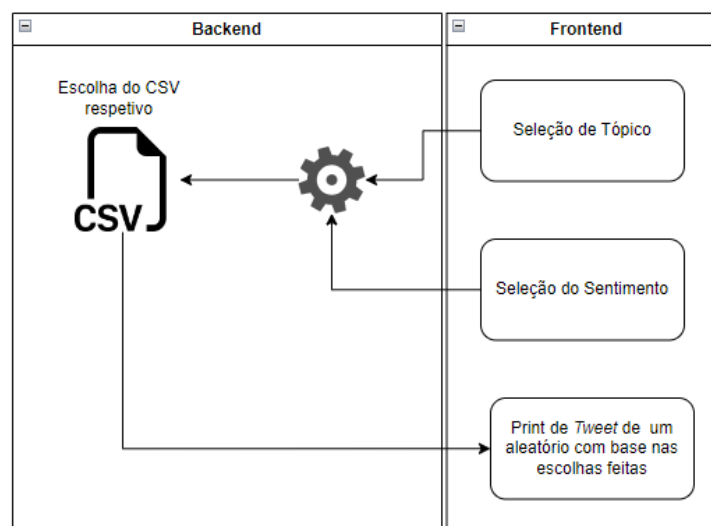 Backend
Frontend
Escolha do CSV
respetivo
CSV
Seleção de Tópico
Seleção do Sentimento
Print de Tweet de um
aleatório com base nas
escolhas feitas